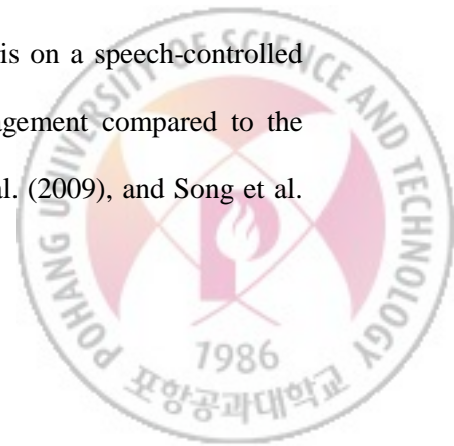 is on a speech-controlled
agement compared to the
al. (2009), and Song et al.
POHANG UNIVERSITY OF SCIENCE AND TECHNOLOGY
1986
포항공과대학교